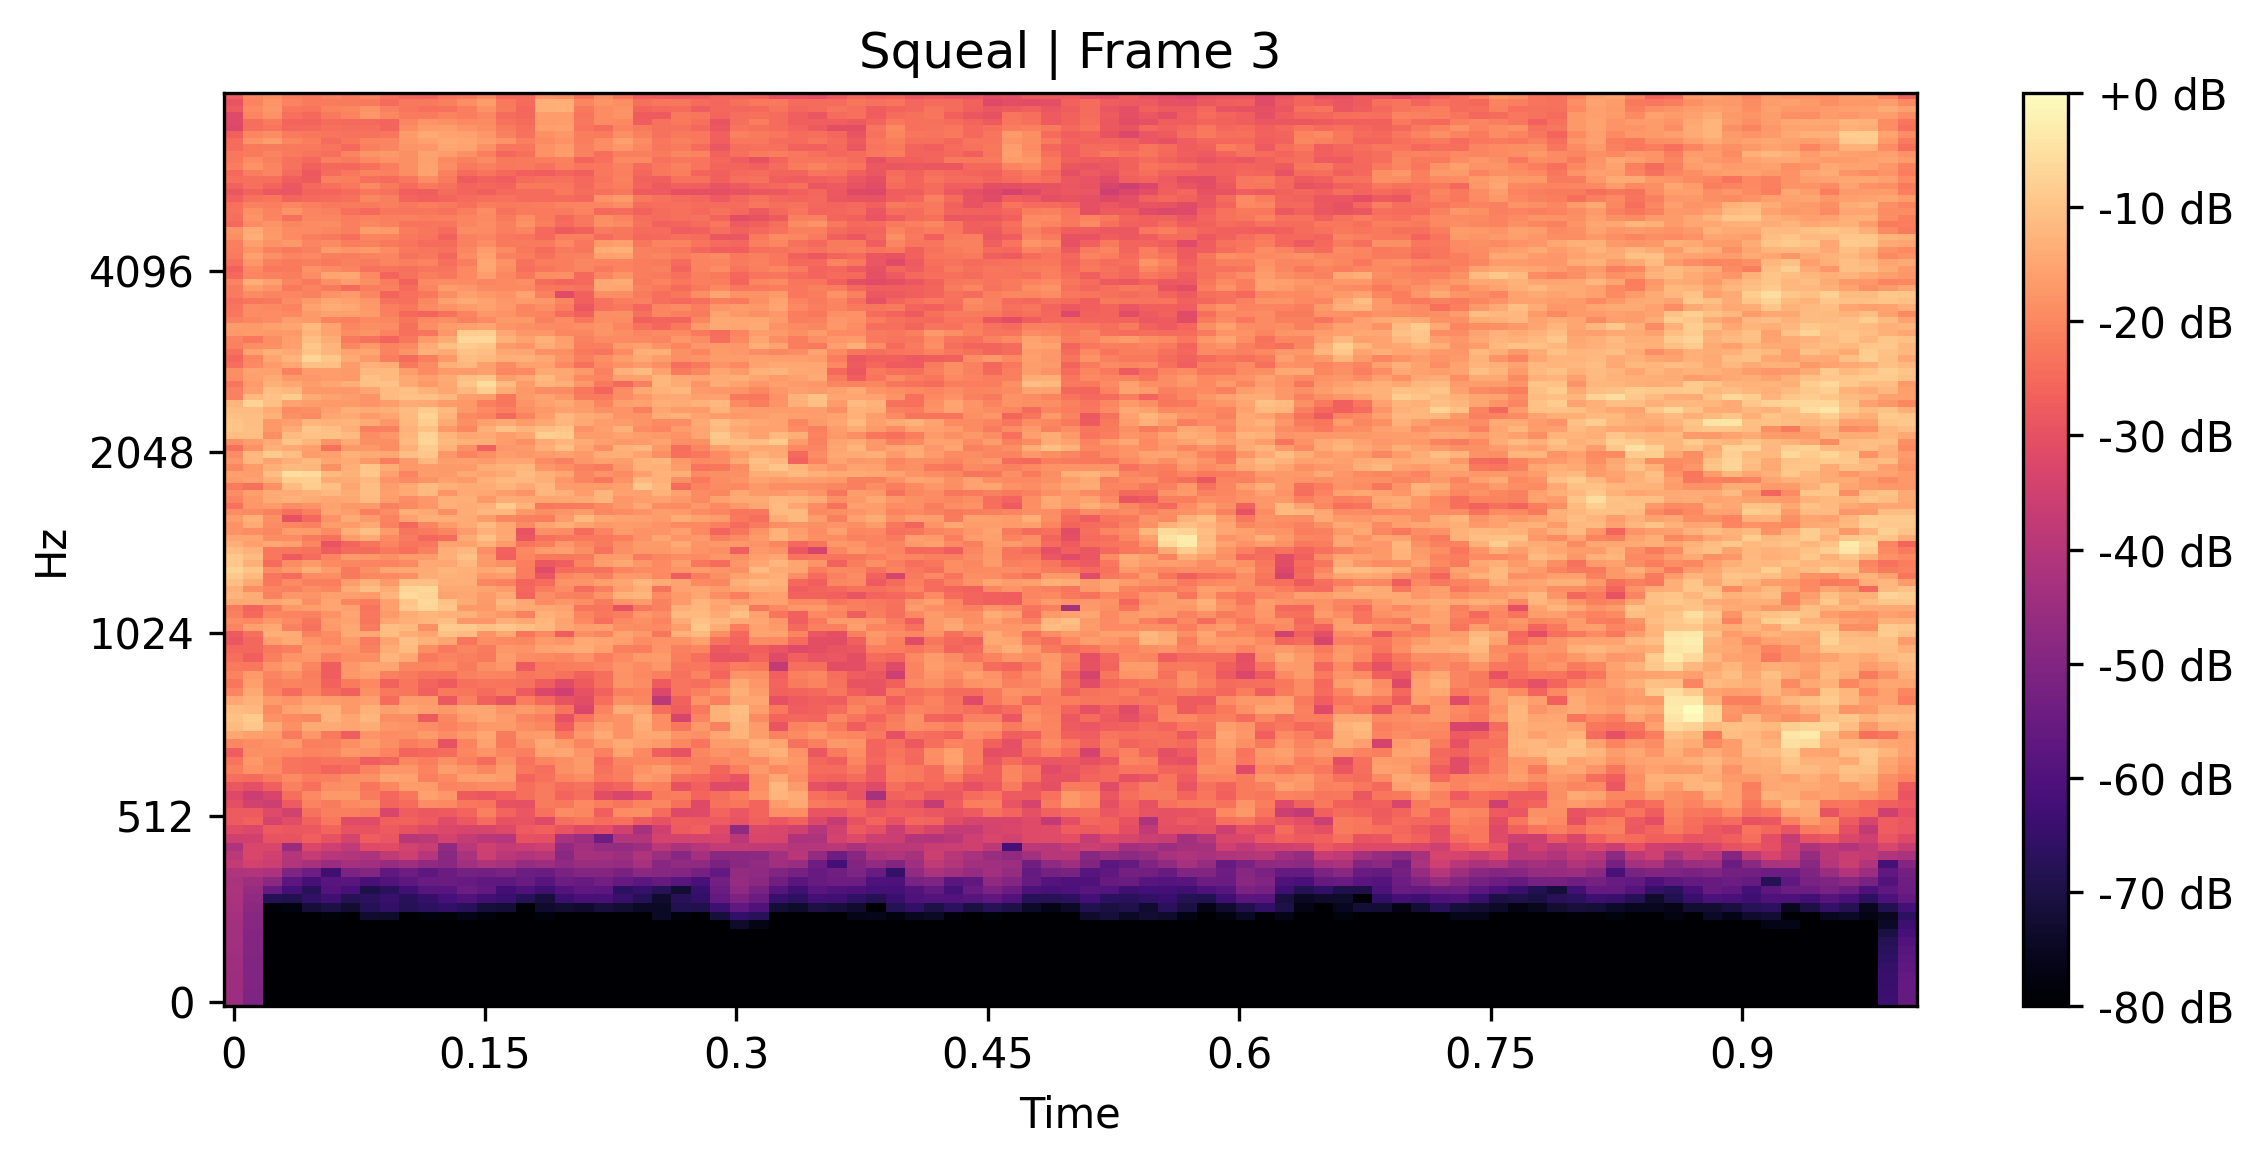 Squeal | Frame 3
+0 dB
-10 dB
-20 dB
-30 dB
-40 dB
-50 dB
-60 dB
-70 dB
-80 dB
4096
2048
1024
512
0
Hz
0 0.15 0.3 0.45 0.6 0.75 0.9
Time